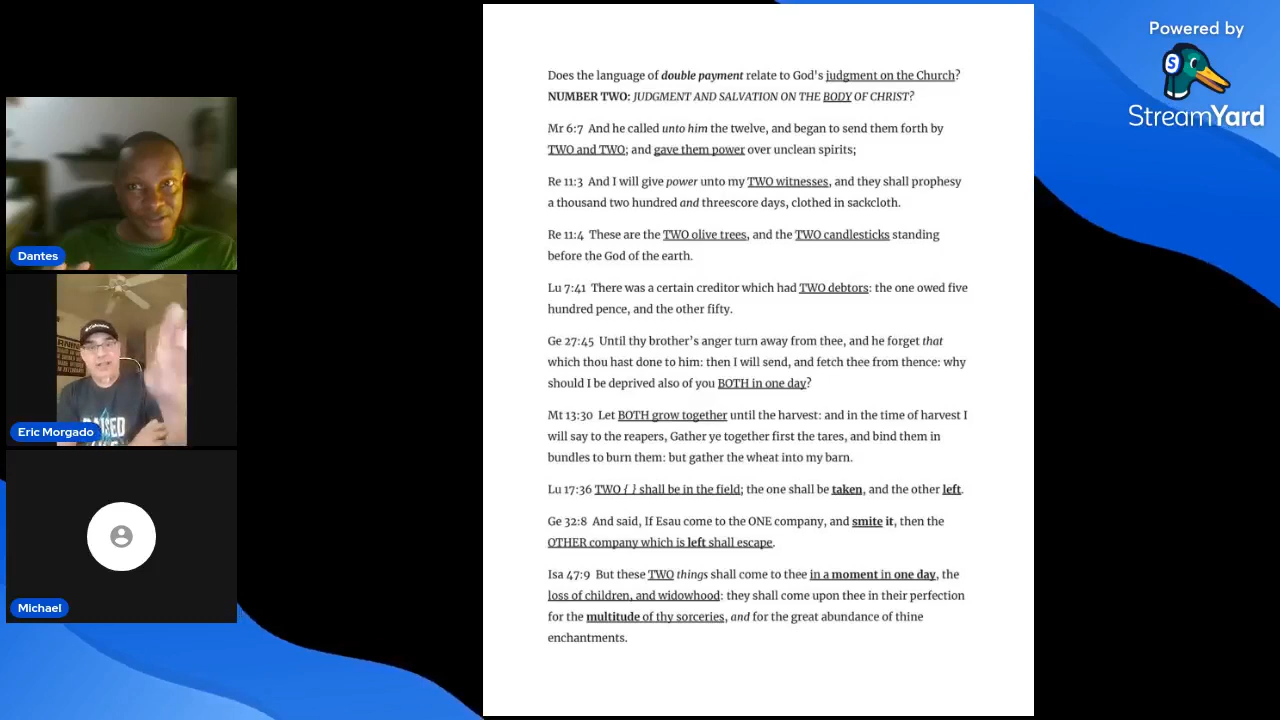 Powered by
StreamYard
Dantes
Eric Morgado
Michael
Does the language of double payment relate to God's judgment on the Church?
NUMBER TWO: JUDGMENT AND SALVATION ON THE BODY OF CHRIST?
Mr 6:7 And he called unto him the twelve, and began to send them forth by
TWO and TWO; and gave them power over unclean spirits;
Re 11:3 And I will give power unto my TWO witnesses, and they shall prophesy
a thousand two hundred and threescore days, clothed in sackcloth.
Re 11:4 These are the TWO olive trees, and the TWO candlesticks standing
before the God of the earth.
Lu 7:41 There was a certain creditor which had TWO debtors: the one owed five
hundred pence, and the other fifty.
Ge 27:45 Until thy brother's anger turn away from thee, and he forget that
which thou hast done to him: then I will send, and fetch thee from thence: why
should I be deprived also of you BOTH in one day?
Mt 13:30 Let BOTH grow together until the harvest: and in the time of harvest I
will say to the reapers, Gather ye together first the tares, and bind them in
bundles to burn them: but gather the wheat into my barn.
Lu 17:36 TWO { } shall be in the field; the one shall be taken, and the other left.
Ge 32:8 And said, If Esau come to the ONE company, and smite it, then the
OTHER company which is left shall escape.
Isa 47:9 But these TWO things shall come to thee in a moment in one day, the
loss of children, and widowhood: they shall come upon thee in their perfection
for the multitude of thy sorceries, and for the great abundance of thine
enchantments.